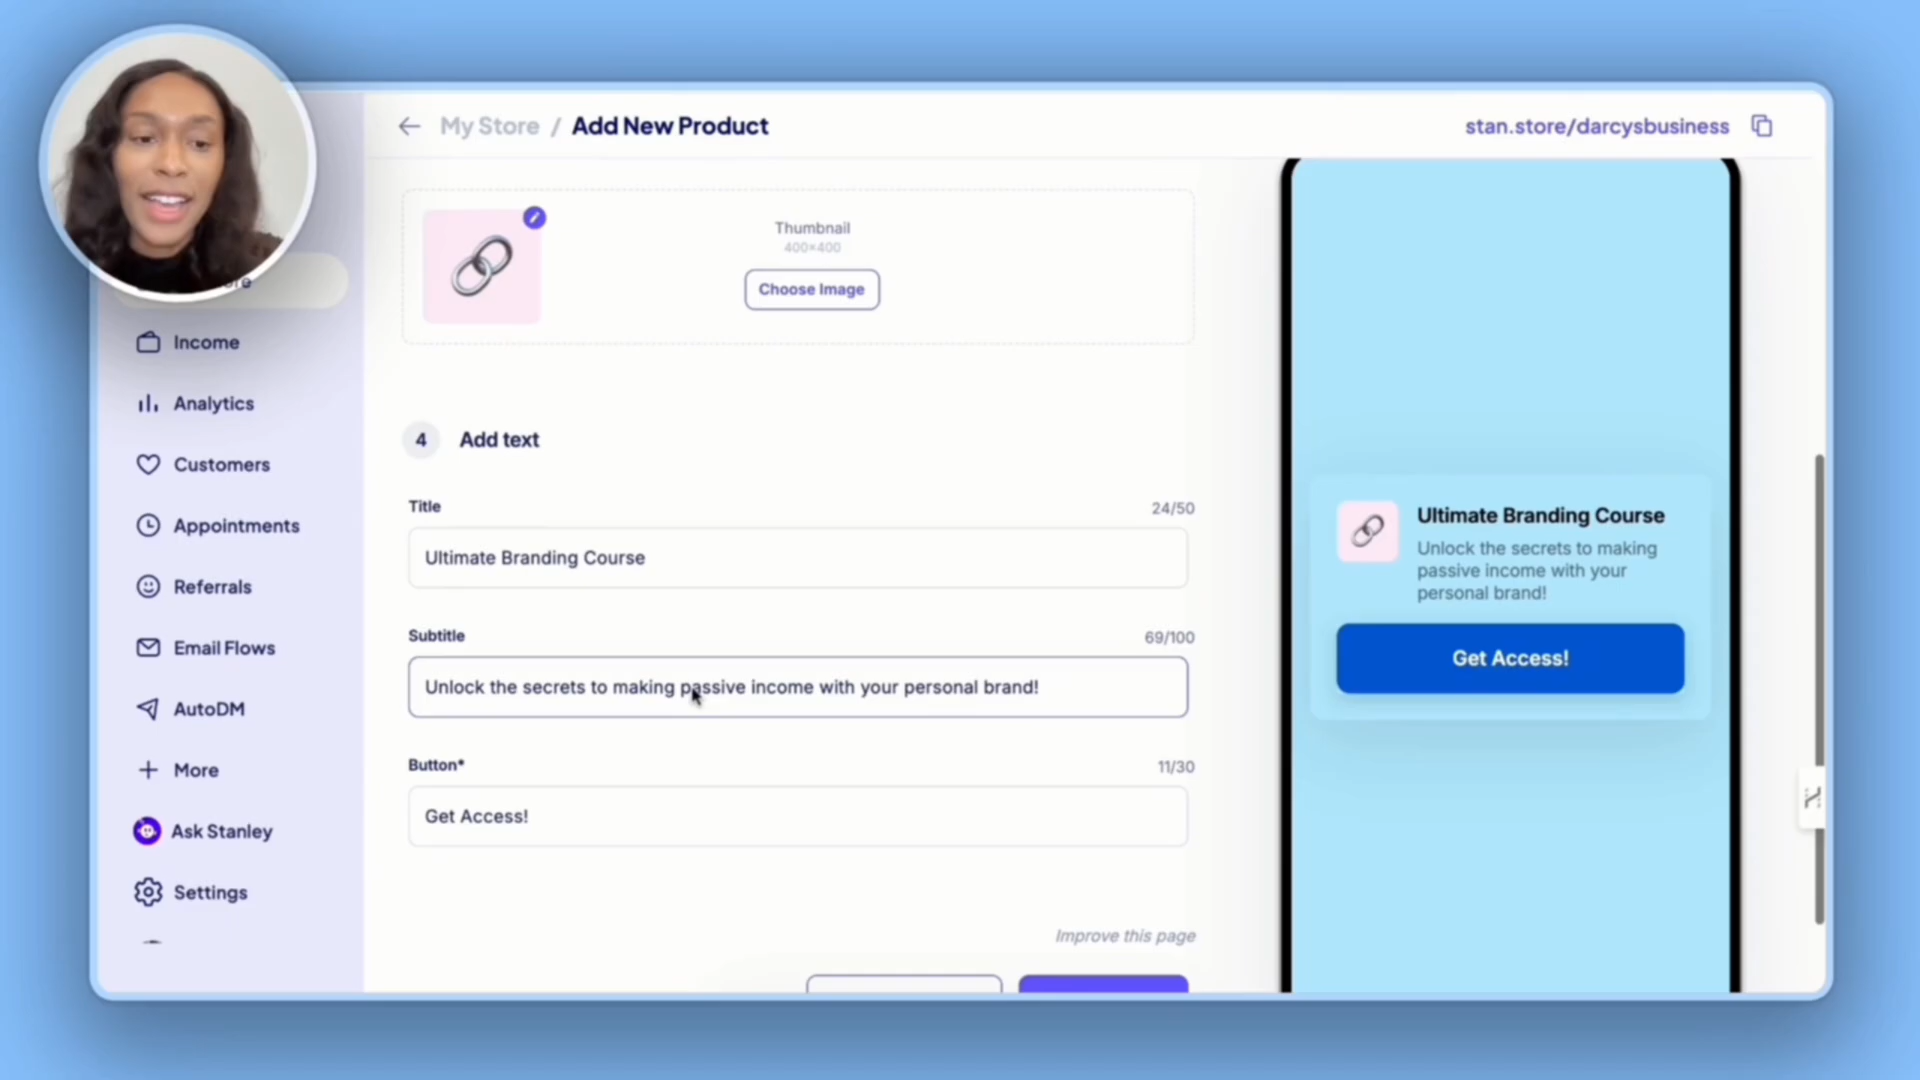 My Store / Add New Product
stan.store/darcysbusiness
Thumbnail
400×400
Choose Image
Income
Analytics
Customers
Appointments
Referrals
Email Flows
AutoDM
More
Ask Stanley
Settings
4 Add text
Title 24/50
Ultimate Branding Course
Subtitle 69/100
Unlock the secrets to making passive income with your personal brand!
Button* 11/30
Get Access!
Improve this page
Ultimate Branding Course
Unlock the secrets to making
passive income with your
personal brand!
Get Access!